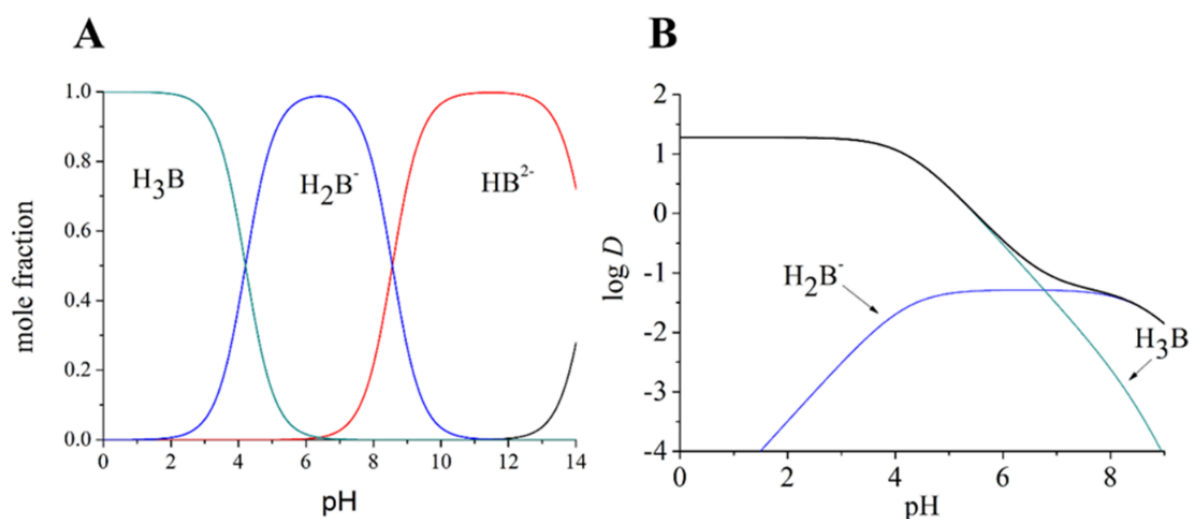 A
1.0
0.8
0.6
0.4
0.2
0.0
mole fraction
H₃B
H₂B⁻
HB²⁻
0 2 4 6 8 10 12 14
pH
B
2
1
0
-1
-2
-3
-4
log D
H₂B⁻
H₃B
0 2 4 6 8
pH